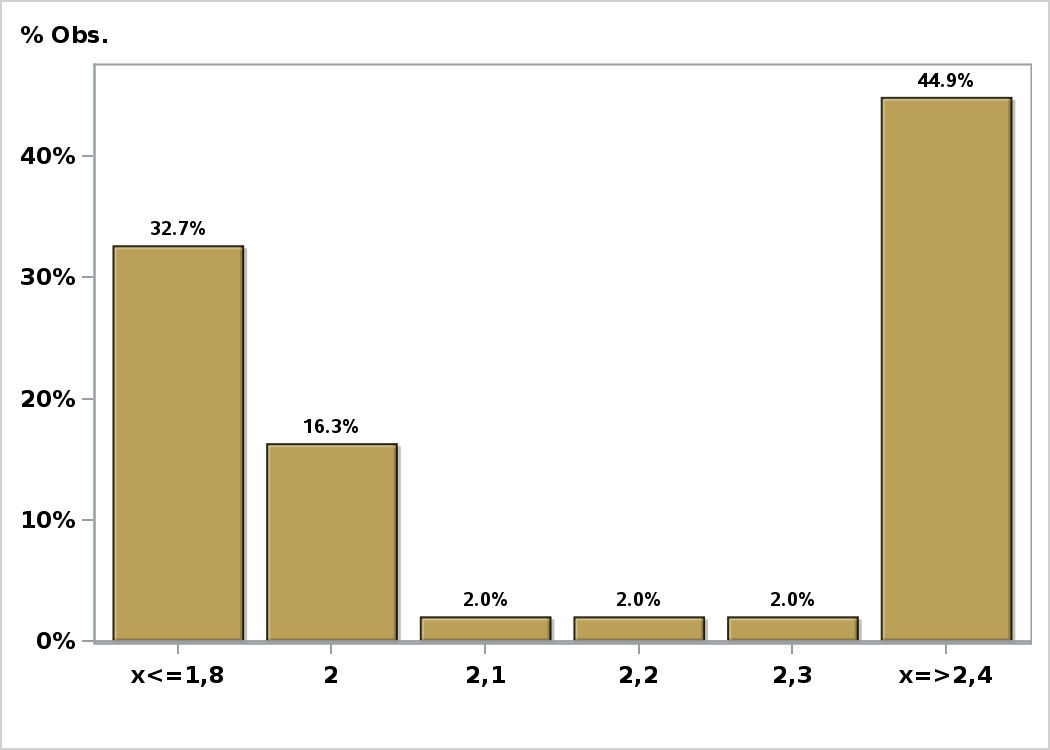 % Obs.
44.9%
40%
32.7%
30%
20%
16.3%
10%
2.0% 2.0% 2.0%
0%
x<=1,8 2 2,1 2,2 2,3 x=>2,4